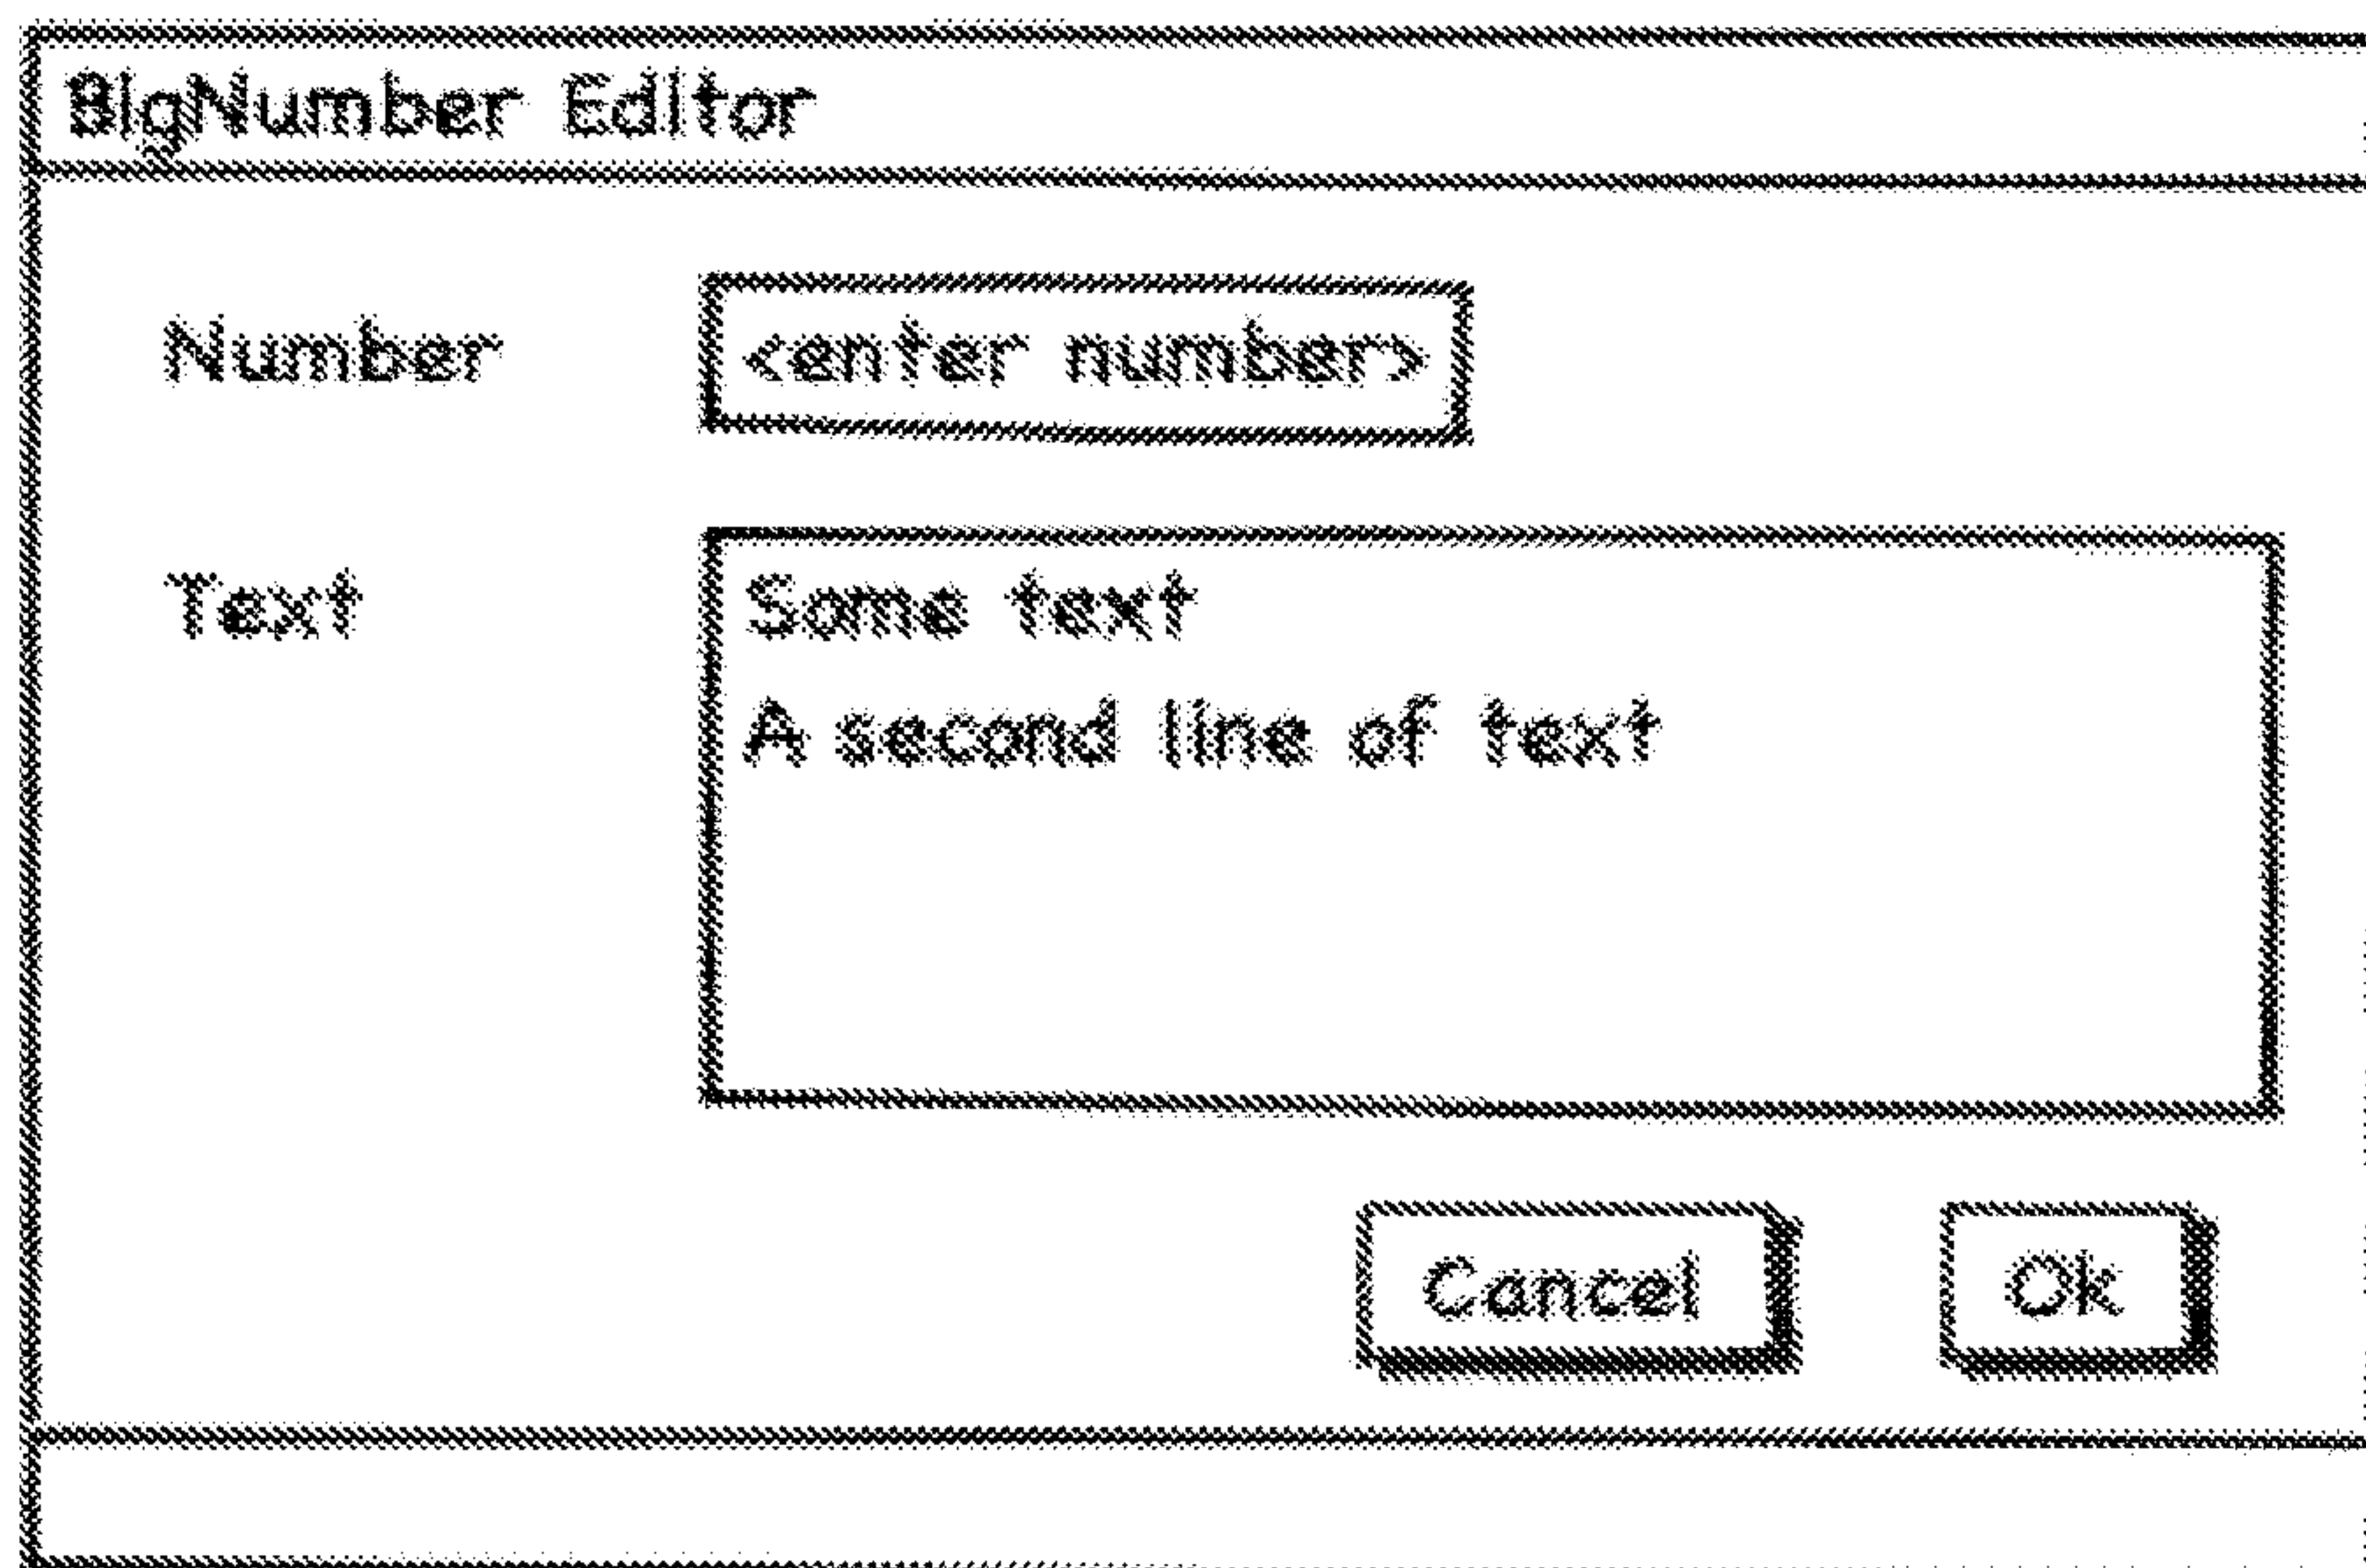 BigNumber Editor
Number <enter number>
Text Some text
A second line of text
Cancel Ok